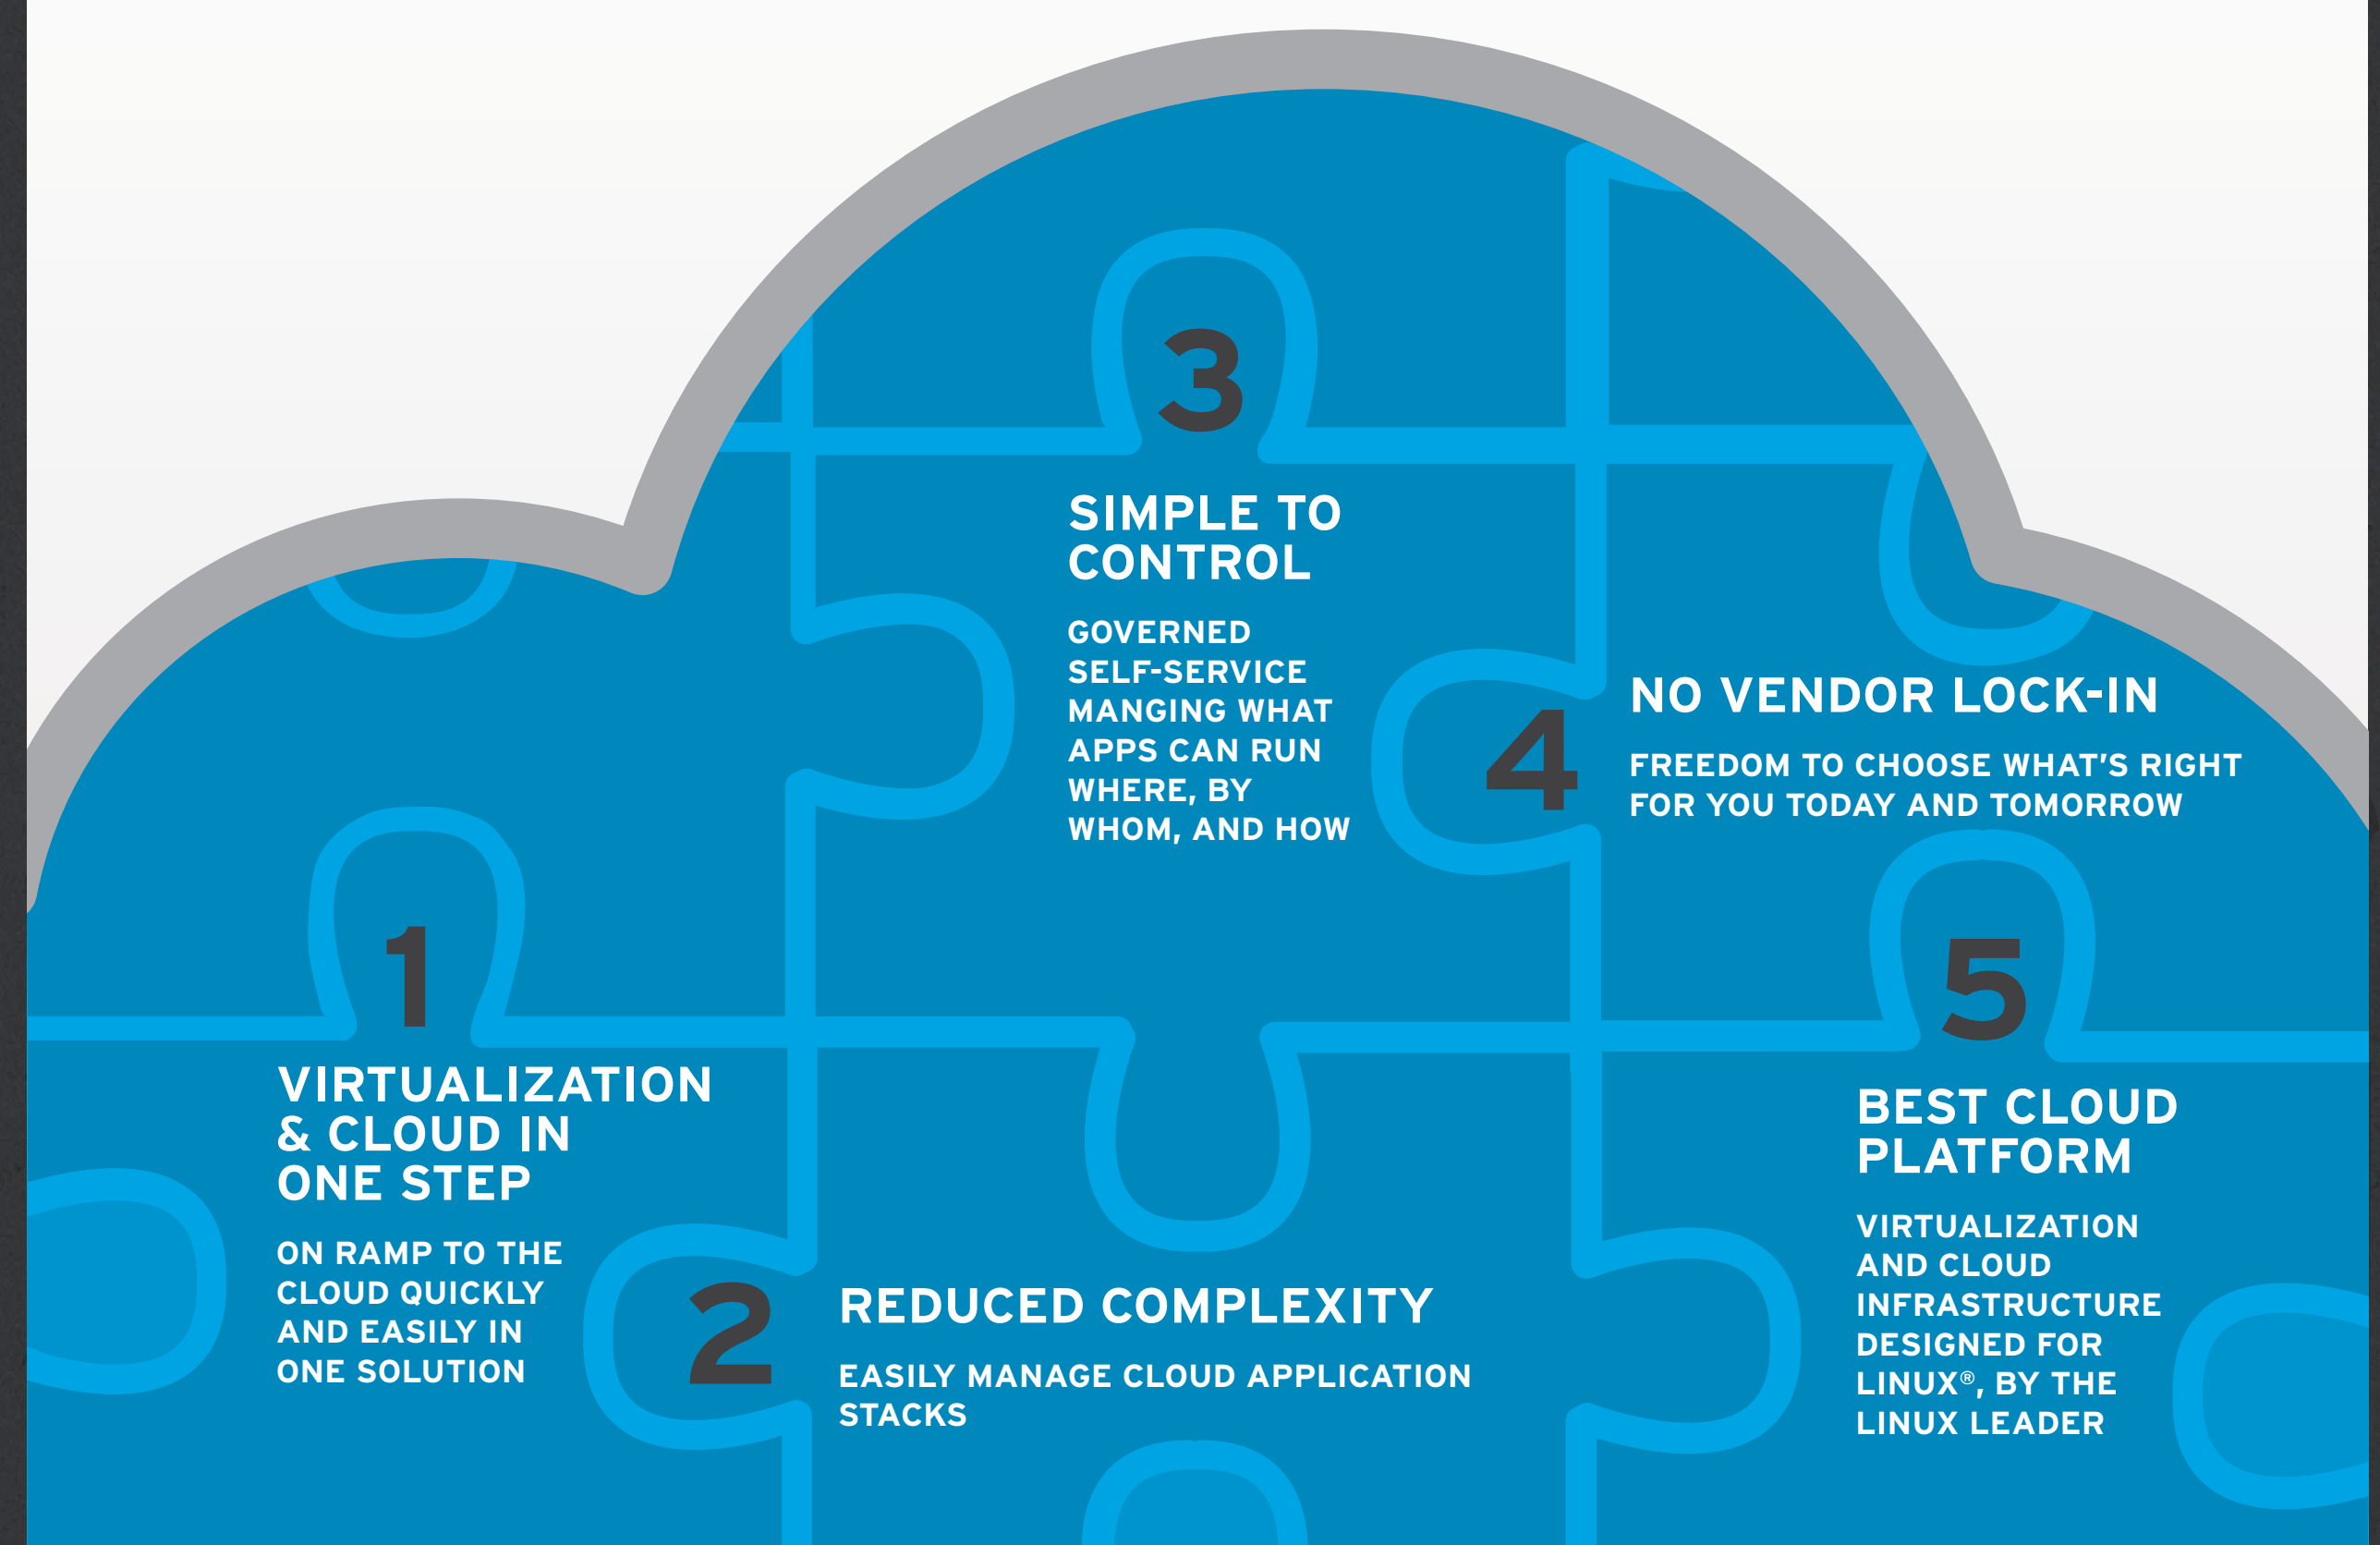 1
VIRTUALIZATION
& CLOUD IN
ONE STEP
ON RAMP TO THE
CLOUD QUICKLY
AND EASILY IN
ONE SOLUTION
2
REDUCED COMPLEXITY
EASILY MANAGE CLOUD APPLICATION
STACKS
3
SIMPLE TO
CONTROL
GOVERNED
SELF-SERVICE
MANGING WHAT
APPS CAN RUN
WHERE, BY
WHOM, AND HOW
4
NO VENDOR LOCK-IN
FREEDOM TO CHOOSE WHAT'S RIGHT
FOR YOU TODAY AND TOMORROW
5
BEST CLOUD
PLATFORM
VIRTUALIZATION
AND CLOUD
INFRASTRUCTURE
DESIGNED FOR
LINUX®, BY THE
LINUX LEADER